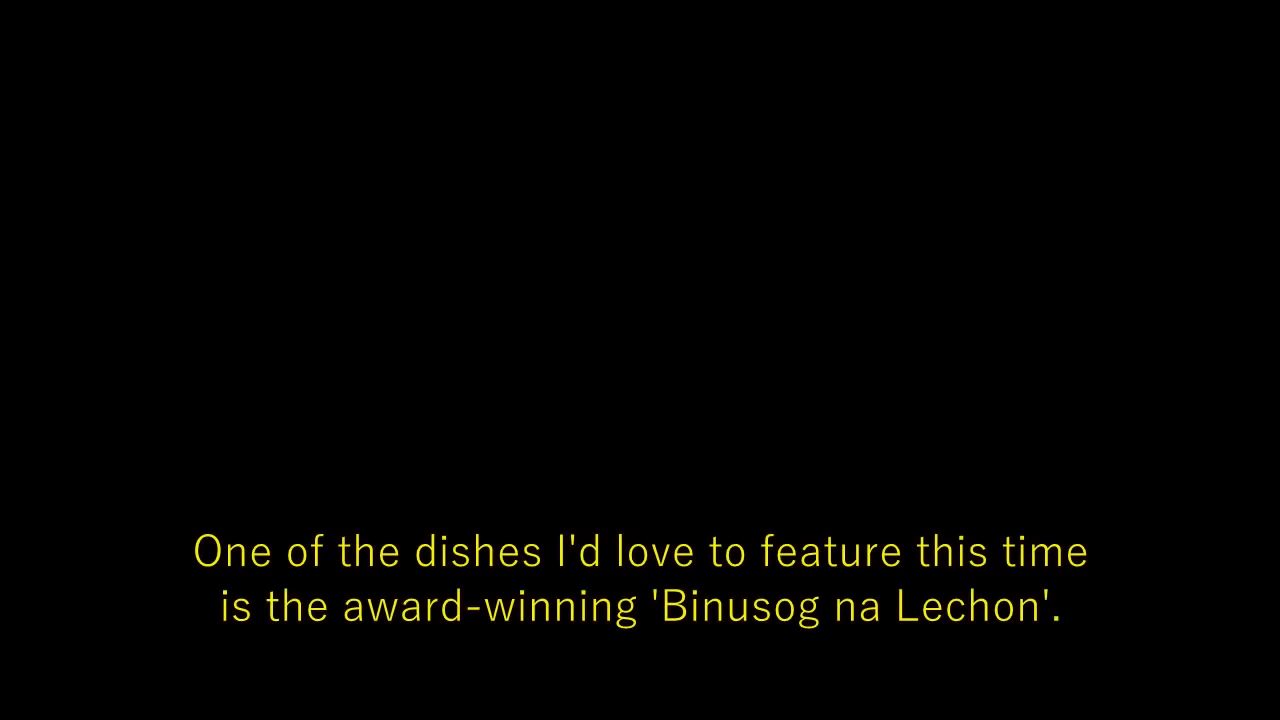 One of the dishes I'd love to feature this time
is the award-winning 'Binusog na Lechon'.